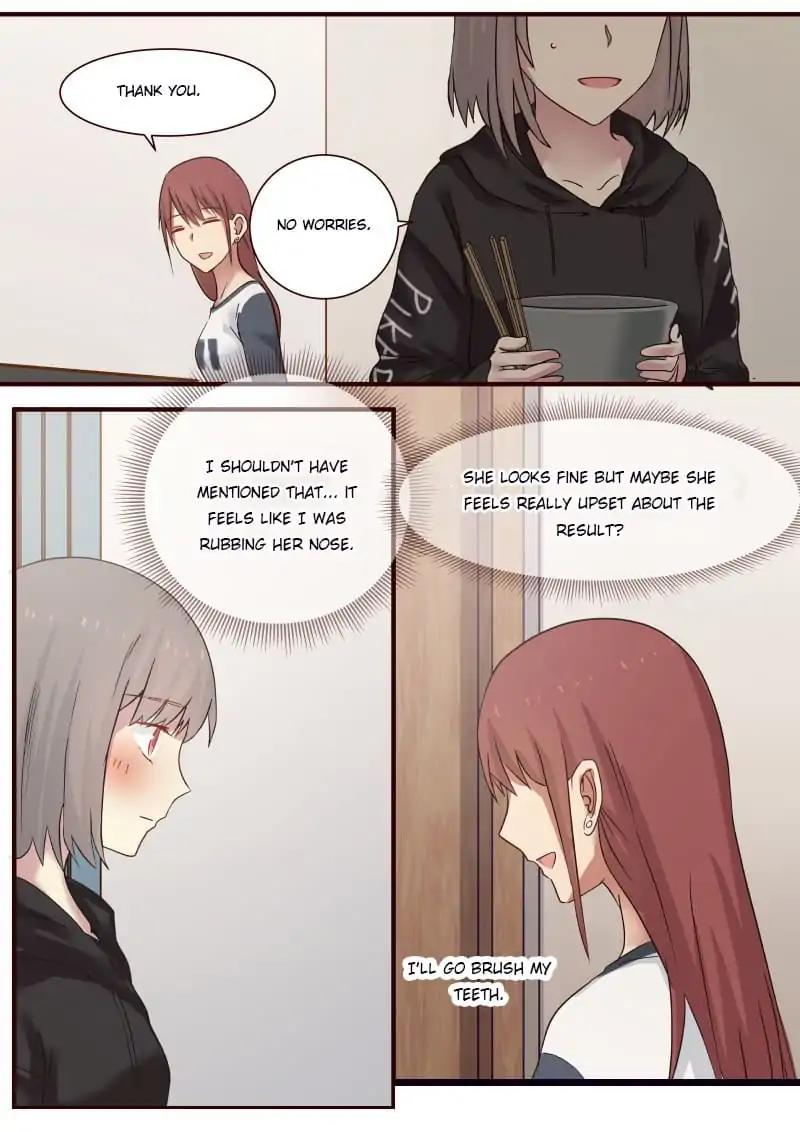 THANK YOU.
NO WORRIES.
PIKAC
I SHOULDN'T HAVE
MENTIONED THAT... IT
FEELS LIKE I WAS
RUBBING HER NOSE.
SHE LOOKS FINE BUT MAYBE SHE
FEELS REALLY UPSET ABOUT THE
RESULT?
I'LL GO BRUSH MY
TEETH.